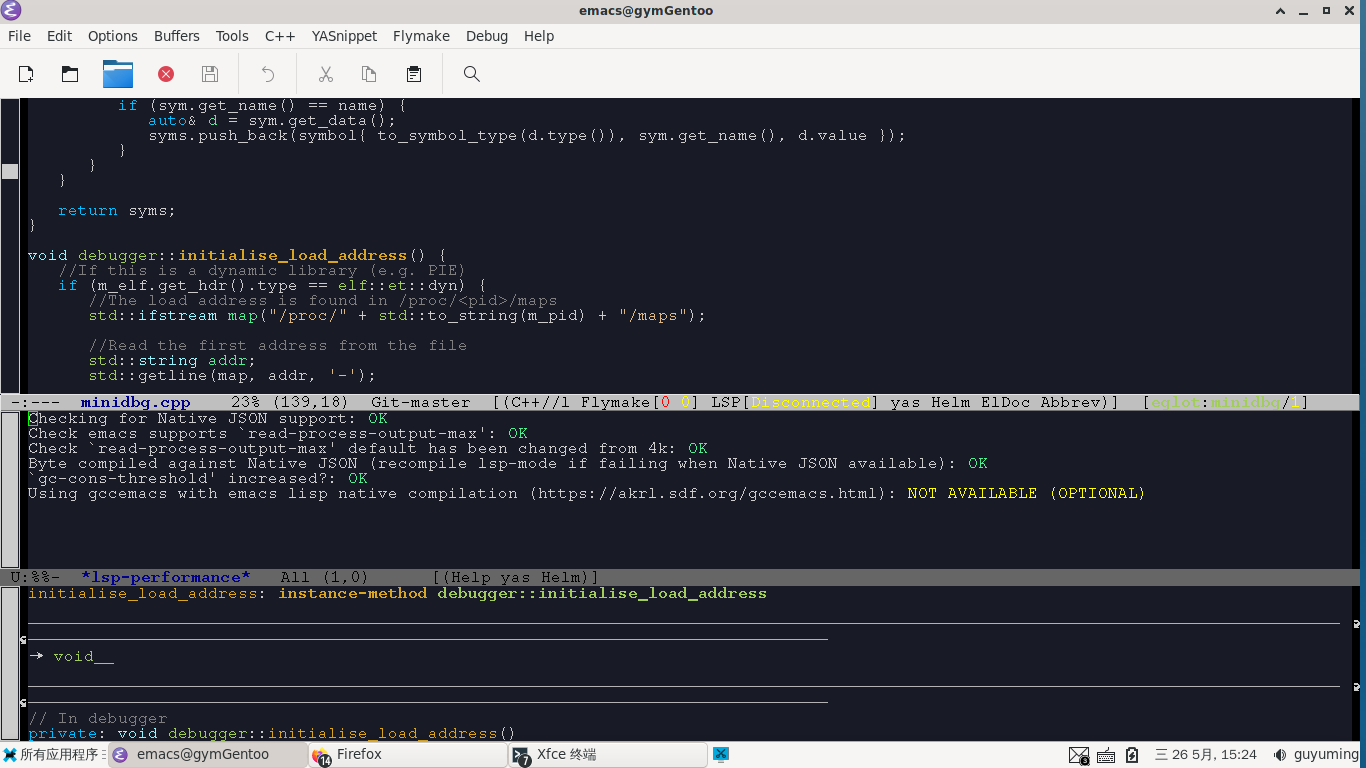 emacs@gymGentoo
File Edit Options Buffers Tools C++ YASnippet Flymake Debug Help
if (sym.get_name() == name) {
auto& d = sym.get_data();
syms.push_back(symbol{ to_symbol_type(d.type()), sym.get_name(), d.value });
}
}
}
return syms;
}
void debugger::initialise_load_address() {
//If this is a dynamic library (e.g. PIE)
if (m_elf.get_hdr().type == elf::et::dyn) {
//The load address is found in /proc/<pid>/maps
std::ifstream map("/proc/" + std::to_string(m_pid) + "/maps");
//Read the first address from the file
std::string addr;
std::getline(map, addr, '-');
-:--- minidbg.cpp 23% (139,18) Git-master [(C++//l Flymake[0 0] LSP[Disconnected] yas Helm ElDoc Abbrev)] [eglot:minidbg/1]
Checking for Native JSON support: OK
Check emacs supports `read-process-output-max': OK
Check `read-process-output-max' default has been changed from 4k: OK
Byte compiled against Native JSON (recompile lsp-mode if failing when Native JSON available): OK
`gc-cons-threshold' increased?: OK
Using gccemacs with emacs lisp native compilation (https://akrl.sdf.org/gccemacs.html): NOT AVAILABLE (OPTIONAL)
U:%%- *lsp-performance* All (1,0) [(Help yas Helm)]
initialise_load_address: instance-method debugger::initialise_load_address
→ void__
// In debugger
private: void debugger::initialise_load_address()
所有应用程序 emacs@gymGentoo 14 Firefox 7 Xfce 终端 三 26 5月, 15:24 guyuming